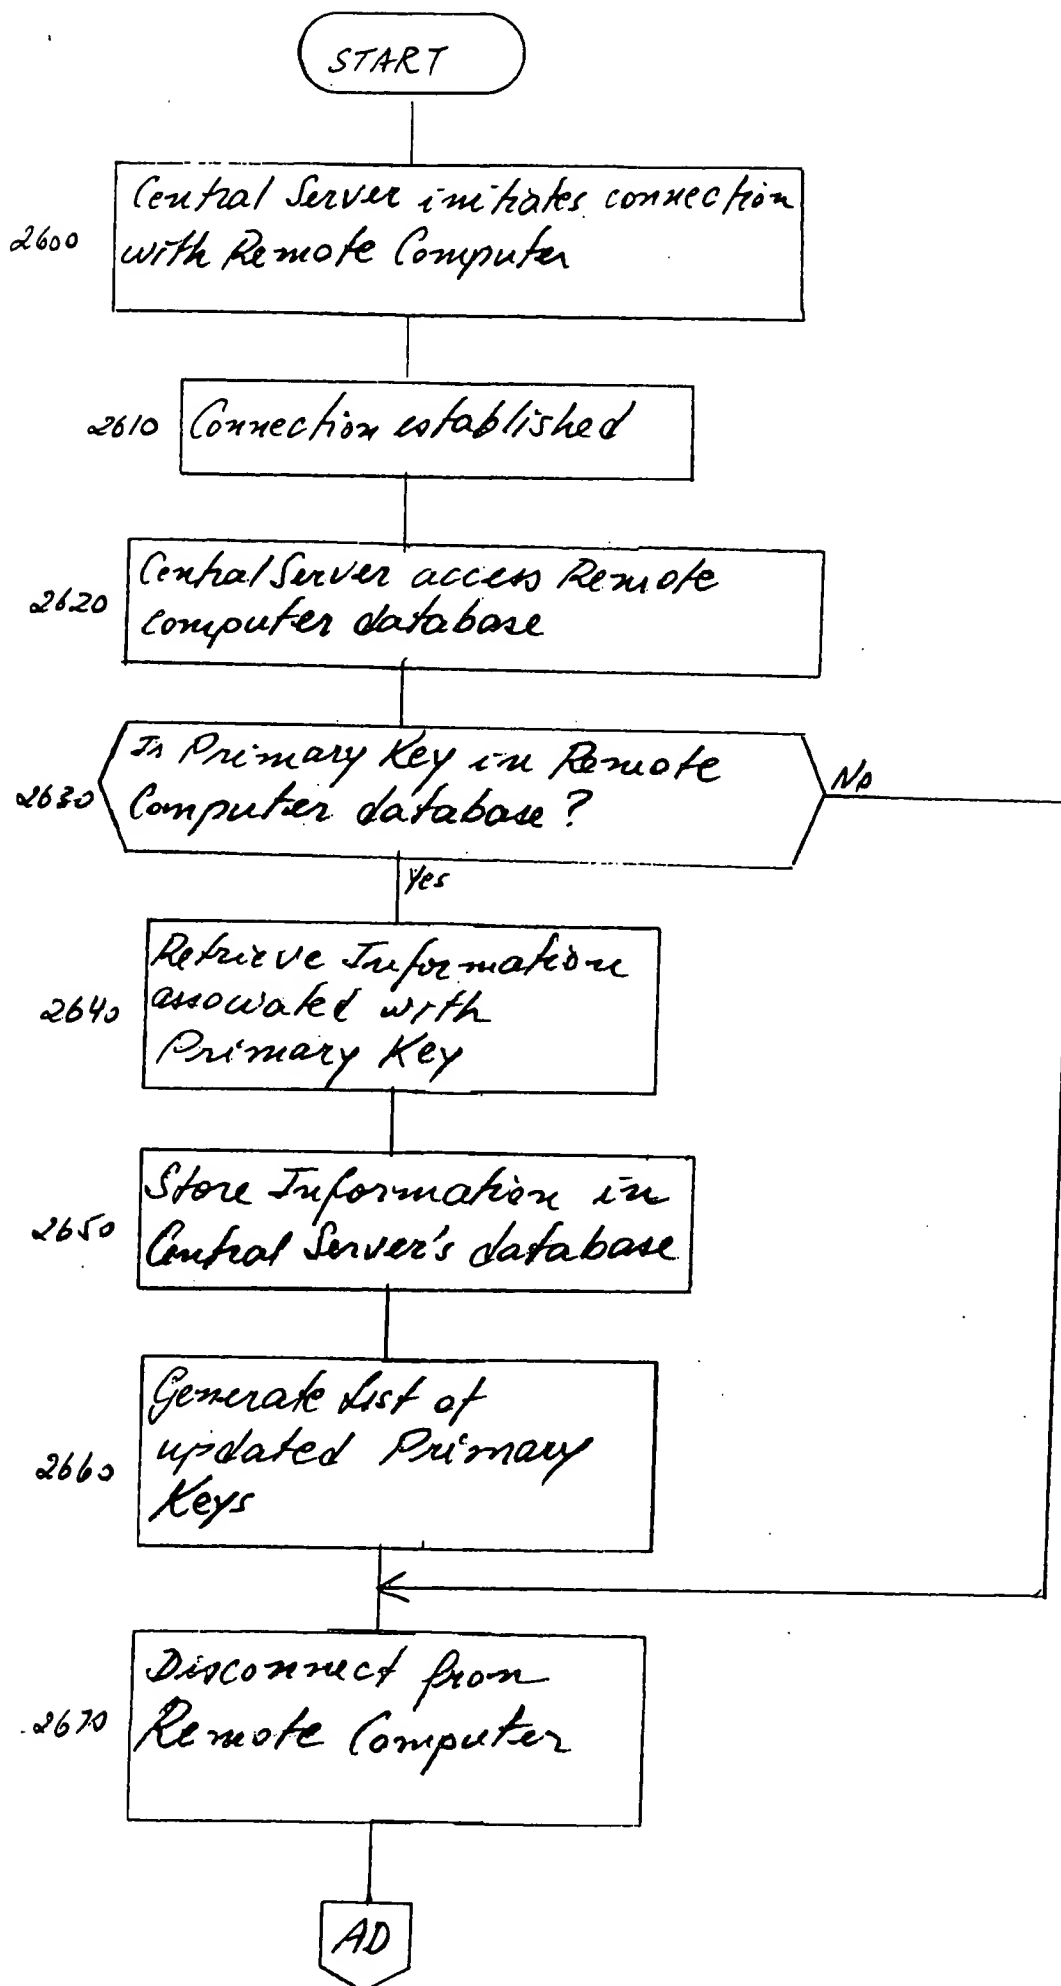 START
Central Server initiates connection
2600
with Remote Computer
2610 Connection established
Central Server access Remote
2620
computer database
Is Primary Key in Remote
No
2630
Computer database?
Yes
Retrieve Information
2640
associated with
Primary Key
Store Information in
2650
Central Server's database
Generate List of
updated Primary
2660
Keys
Disconnect from
2670
Remote Computer
AD